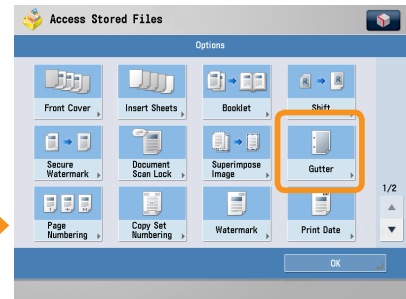 Access Stored Files
Options
Front Cover
Insert Sheets
Booklet
Shift
Secure
Watermark
Document
Scan Lock
Superimpose
Image
Gutter
1/2
Page
Numbering
Copy Set
Numbering
Watermark
Print Date
OK